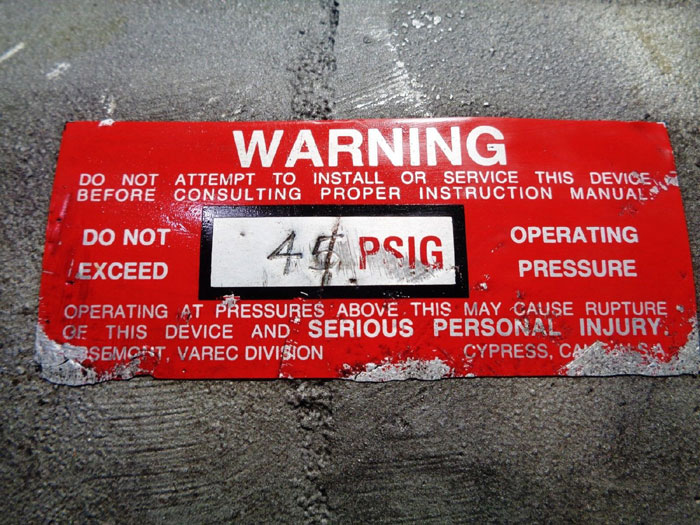 WARNING
DO NOT ATTEMPT TO INSTALL OR SERVICE THIS DEVICE
BEFORE CONSULTING PROPER INSTRUCTION MANUAL.
DO NOT EXCEED
45 PSIG
OPERATING PRESSURE
OPERATING AT PRESSURES ABOVE THIS MAY CAUSE RUPTURE
OF THIS DEVICE AND SERIOUS PERSONAL INJURY.
VAREC DIVISION CYPRESS,